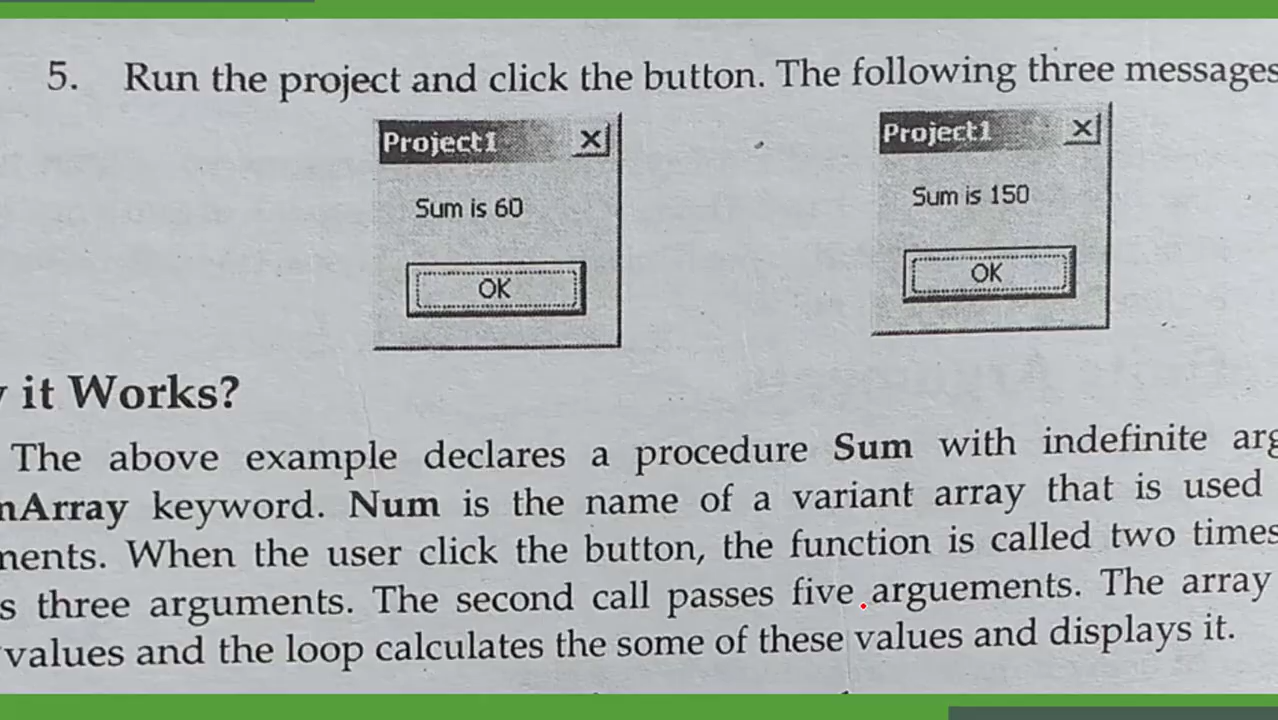 5. Run the project and click the button. The following three messages
Project1 X
Project1 X
Sum is 60
Sum is 150
OK
OK
it Works?
The above example declares a procedure Sum with indefinite arg
mArray keyword. Num is the name of a variant array that is used
ments. When the user click the button, the function is called two times
s three arguments. The second call passes five arguements. The array
values and the loop calculates the some of these values and displays it.